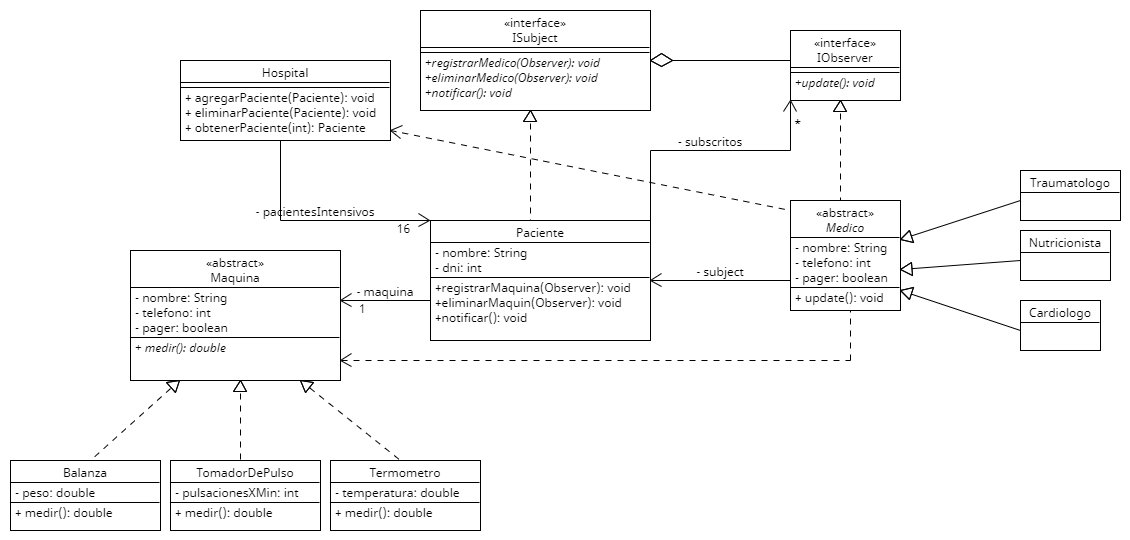 «interface»
ISubject
+registrarMedico(Observer): void
+eliminarMedico(Observer): void
+notificar(): void
«interface»
IObserver
+update(): void
Hospital
+ agregarPaciente(Paciente): void
+ eliminarPaciente(Paciente): void
+ obtenerPaciente(int): Paciente
*
- subscritos
- pacientesIntensivos
16
Paciente
- nombre: String
- dni: int
+registrarMaquina(Observer): void
+eliminarMaquin(Observer): void
+notificar(): void
«abstract»
Medico
- nombre: String
- telefono: int
- pager: boolean
+ update(): void
- subject
Traumatologo
Nutricionista
Cardiologo
«abstract»
Maquina
- nombre: String
- telefono: int
- pager: boolean
+ medir(): double
- maquina
1
Balanza
- peso: double
+ medir(): double
TomadorDePulso
- pulsacionesXMin: int
+ medir(): double
Termometro
- temperatura: double
+ medir(): double